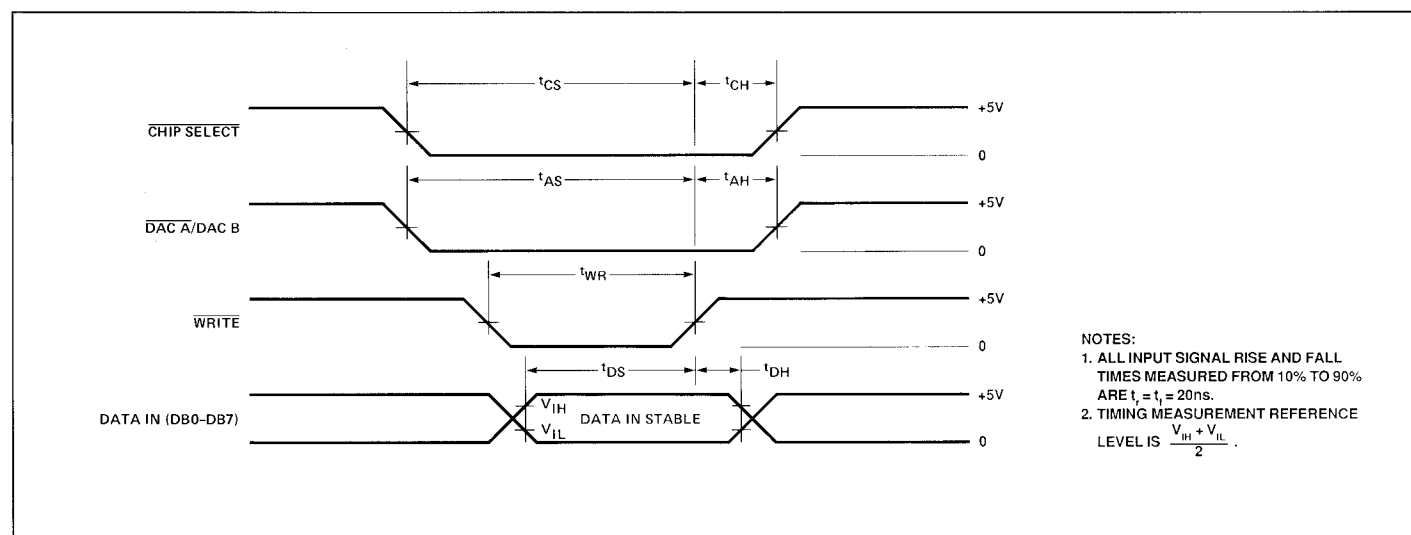 tCS
tCH
CHIP SELECT
+5V
0
tAS
tAH
DAC A/DAC B
+5V
0
tWR
WRITE
+5V
0
tDS
tDH
DATA IN (DB0–DB7)
VIH
VIL
DATA IN STABLE
+5V
0
NOTES:
1. ALL INPUT SIGNAL RISE AND FALL
TIMES MEASURED FROM 10% TO 90%
ARE tr = tf = 20ns.
2. TIMING MEASUREMENT REFERENCE
LEVEL IS (VIH + VIL)/2 .